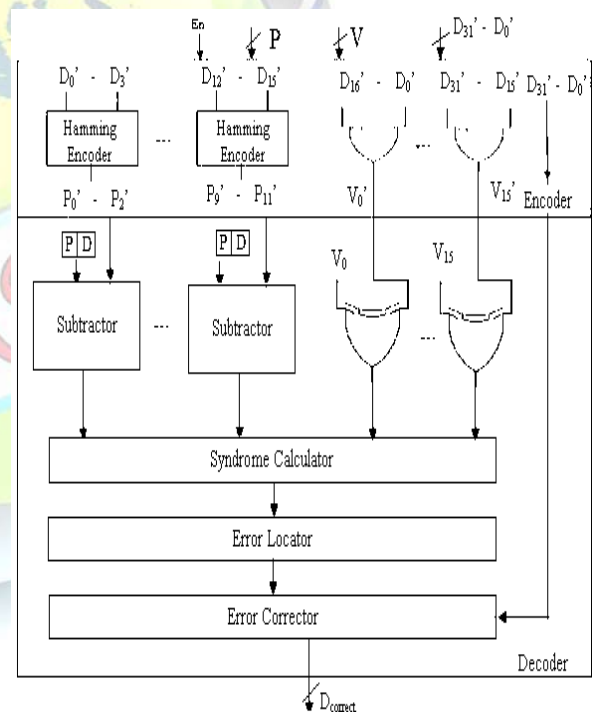 En P V D31' - D0'
D0' - D3' D12' - D15' D16' - D0' D31' - D15' D31' - D0'
Hamming Encoder ... Hamming Encoder ...
P0' - P2' P9' - P11' V0' V15' Encoder
P D P D V0 V15
Subtractor ... Subtractor ...
Syndrome Calculator
Error Locator
Error Corrector
Decoder
Dcorrect